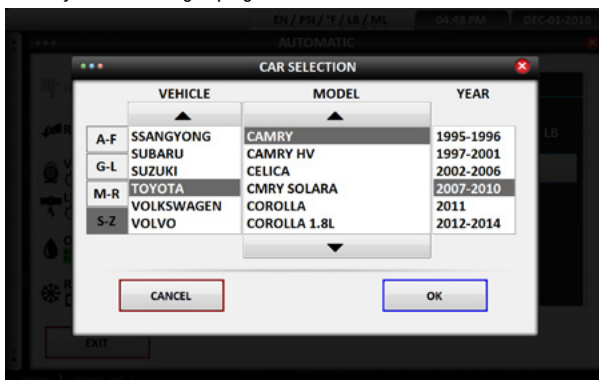 EN / PSI / °F / LB / ML
04:48 PM
DEC-01-2016
AUTOMATIC
CAR SELECTION
VEHICLE MODEL YEAR
A-F
G-L
M-R
S-Z
SSANGYONG
SUBARU
SUZUKI
TOYOTA
VOLKSWAGEN
VOLVO
CAMRY
CAMRY HV
CELICA
CMRY SOLARA
COROLLA
COROLLA 1.8L
1995-1996
1997-2001
2002-2006
2007-2010
2011
2012-2014
LB
CANCEL
OK
EXIT